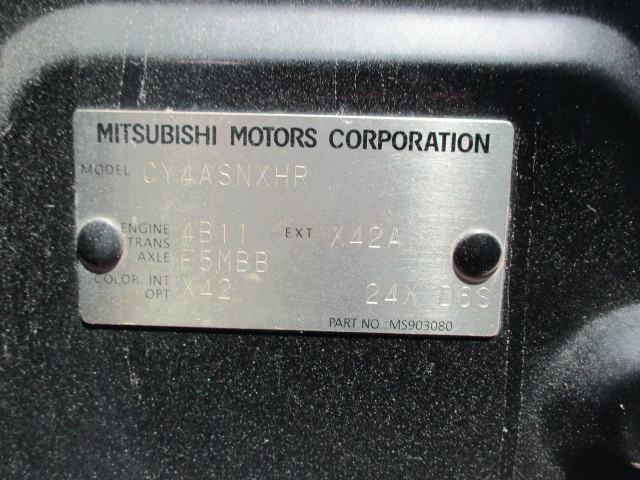 MITSUBISHI MOTORS CORPORATION
MODEL CY4ASNXHR
ENGINE 4B11 EXT X42A
TRANS AXLE F5MBB
COLOR, INT OPT X42 24X D6S
PART NO.:MS903080